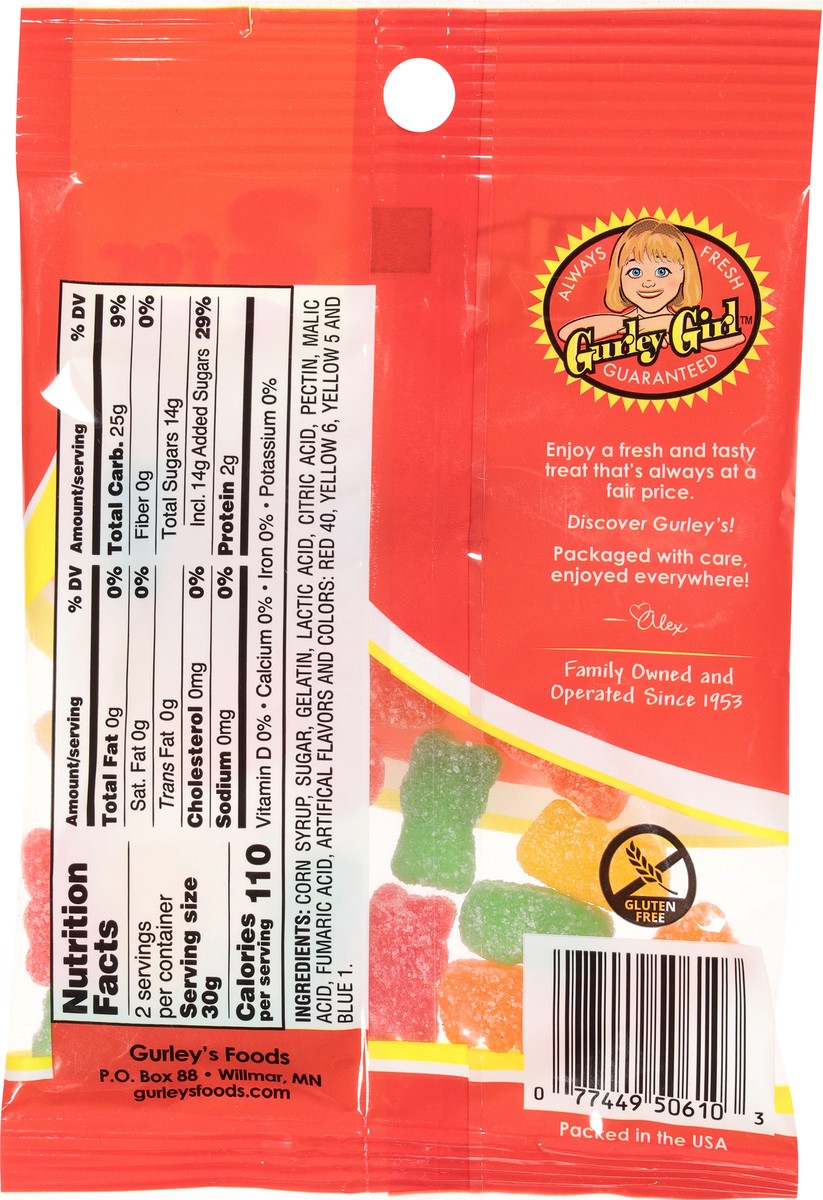 ALWAYS FRESH
Gurley Girl™
GUARANTEED
Enjoy a fresh and tasty
treat that's always at a
fair price.
Discover Gurley's!
Packaged with care,
enjoyed everywhere!
Alex
Family Owned and
Operated Since 1953
Nutrition
Facts
2 servings
per container
Serving size
30g
Calories 110
per serving
Amount/serving % DV
Total Fat 0g 0%
Sat. Fat 0g 0%
Trans Fat 0g
Cholesterol 0mg 0%
Sodium 0mg 0%
Amount/serving % DV
Total Carb. 25g 9%
Fiber 0g 0%
Total Sugars 14g
Incl. 14g Added Sugars 29%
Protein 2g
Vitamin D 0% • Calcium 0% • Iron 0% • Potassium 0%
INGREDIENTS: CORN SYRUP, SUGAR, GELATIN, LACTIC ACID, CITRIC ACID, PECTIN, MALIC
ACID, FUMARIC ACID, ARTIFICAL FLAVORS AND COLORS: RED 40, YELLOW 6, YELLOW 5 AND
BLUE 1.
GLUTEN
FREE
Gurley's Foods
P.O. Box 88 • Willmar, MN
gurleysfoods.com
0 77449 50610 3
Packed in the USA